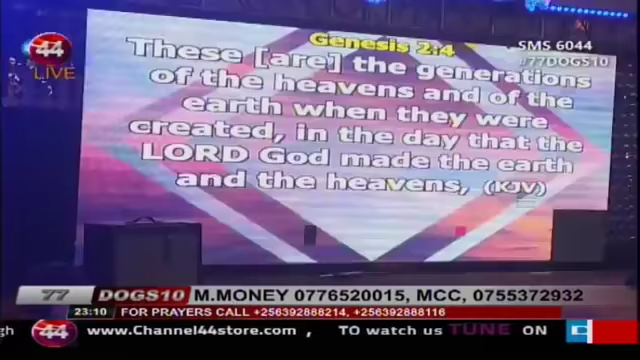 44
LIVE
SMS 6044
#77DOGS10
Genesis 2:4
These [are] the generations
of the heavens and of the
earth when they were
created, in the day that the
LORD God made the earth
and the heavens, (KJV)
77 DOGS10 M.MONEY 0776520015, MCC, 0755372932
23:10 FOR PRAYERS CALL +256392888214, +256392888116
gh 44 www.Channel44store.com, TO watch us TUNE ON